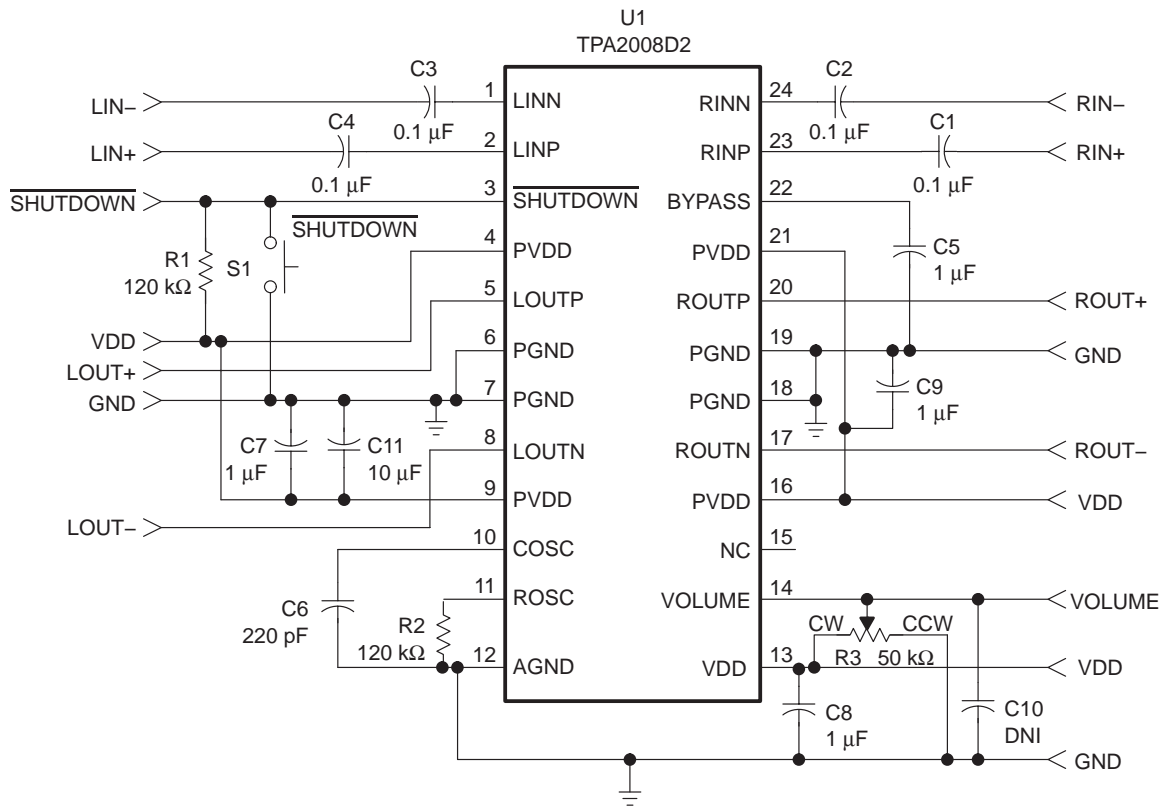 U1
TPA2008D2
LIN–
C3
0.1 µF
1
LINN
RINN
24
C2
0.1 µF
RIN–
LIN+
C4
0.1 µF
2
LINP
RINP
23
C1
0.1 µF
RIN+
SHUTDOWN
3
SHUTDOWN
BYPASS
22
SHUTDOWN
R1
120 kΩ
S1
4
PVDD
PVDD
21
C5
1 µF
5
LOUTP
ROUTP
20
ROUT+
VDD
6
PGND
PGND
19
GND
LOUT+
GND
7
PGND
PGND
18
C9
1 µF
C7
1 µF
C11
10 µF
8
LOUTN
ROUTN
17
ROUT–
9
PVDD
PVDD
16
VDD
LOUT–
10
COSC
NC
15
C6
220 pF
11
ROSC
VOLUME
14
VOLUME
R2
120 kΩ
CW
CCW
R3 50 kΩ
12
AGND
VDD
13
VDD
C8
1 µF
C10
DNI
GND